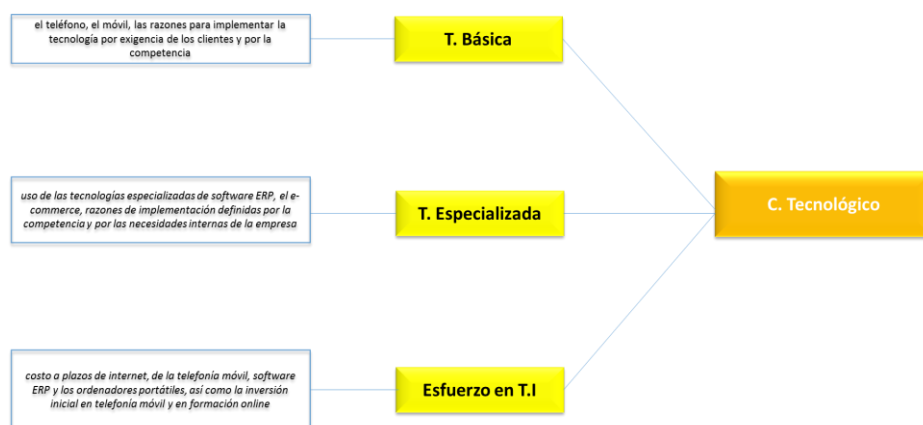 el teléfono, el móvil, las razones para implementar la
tecnología por exigencia de los clientes y por la
competencia
T. Básica
uso de las tecnologías especializadas de software ERP, el e-
commerce, razones de implementación definidas por la
competencia y por las necesidades internas de la empresa
T. Especializada
C. Tecnológico
costo a plazos de internet, de la telefonía móvil, software
ERP y los ordenadores portátiles, así como la inversión
inicial en telefonía móvil y en formación online
Esfuerzo en T.I